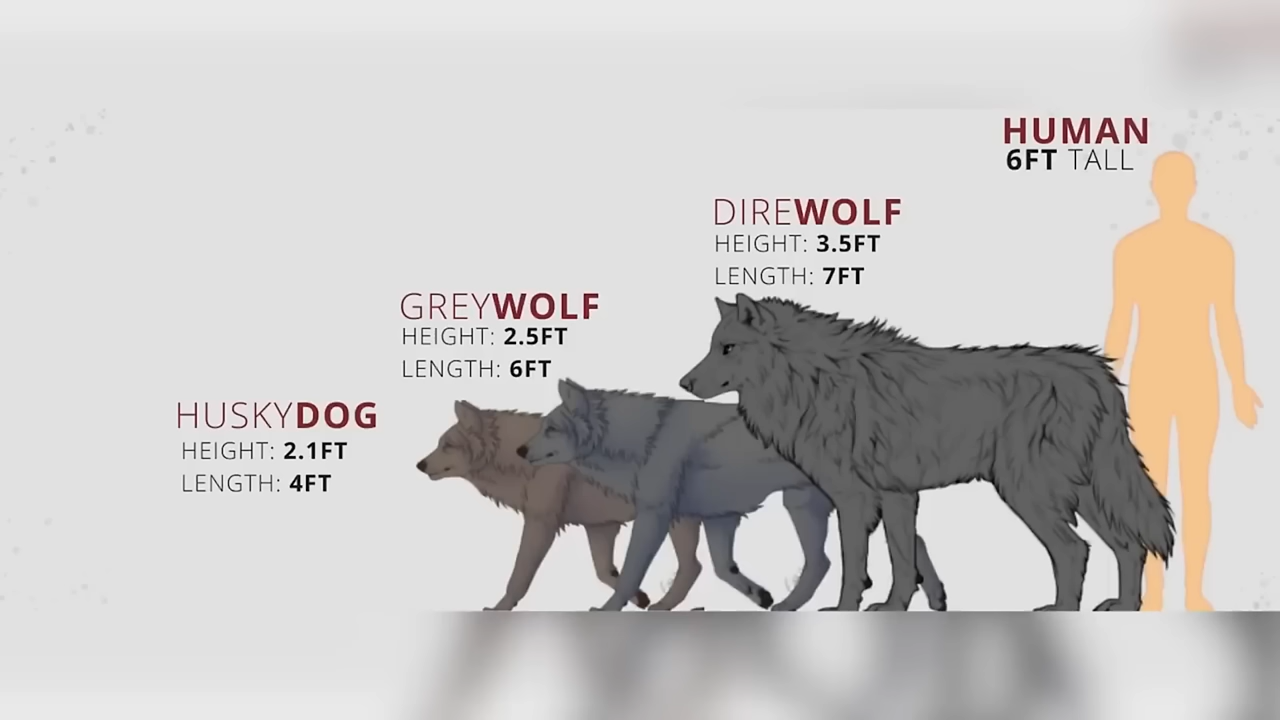 HUMAN
6FT TALL
DIREWOLF
HEIGHT: 3.5FT
LENGTH: 7FT
GREYWOLF
HEIGHT: 2.5FT
LENGTH: 6FT
HUSKYDOG
HEIGHT: 2.1FT
LENGTH: 4FT